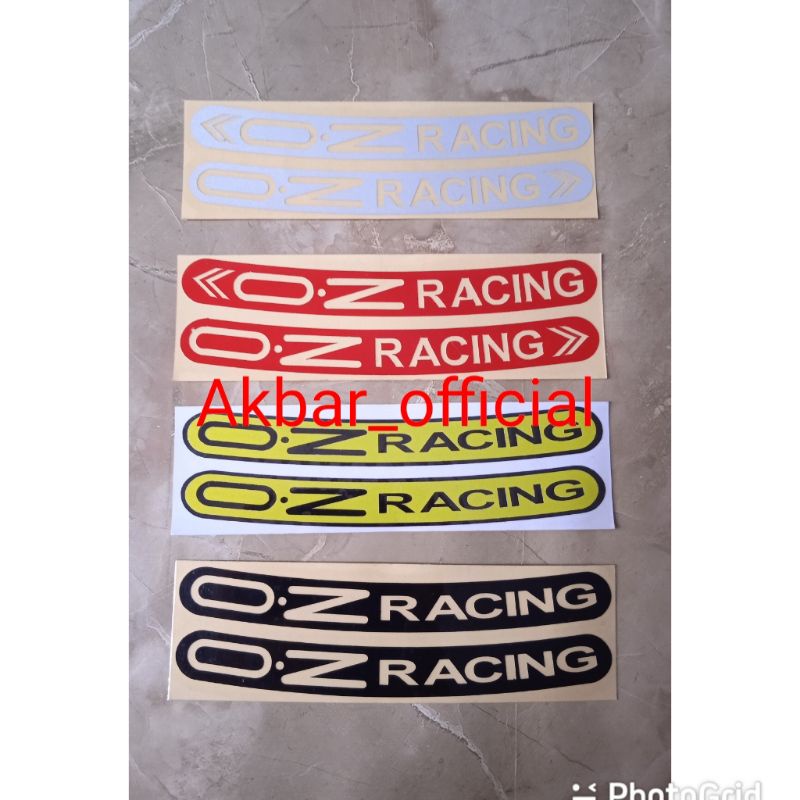 « O.Z RACING
O.Z RACING »
« O.Z RACING
O.Z RACING »
Akbar_official
O.Z RACING
O.Z RACING
O.Z RACING
O.Z RACING
PhotoGrid